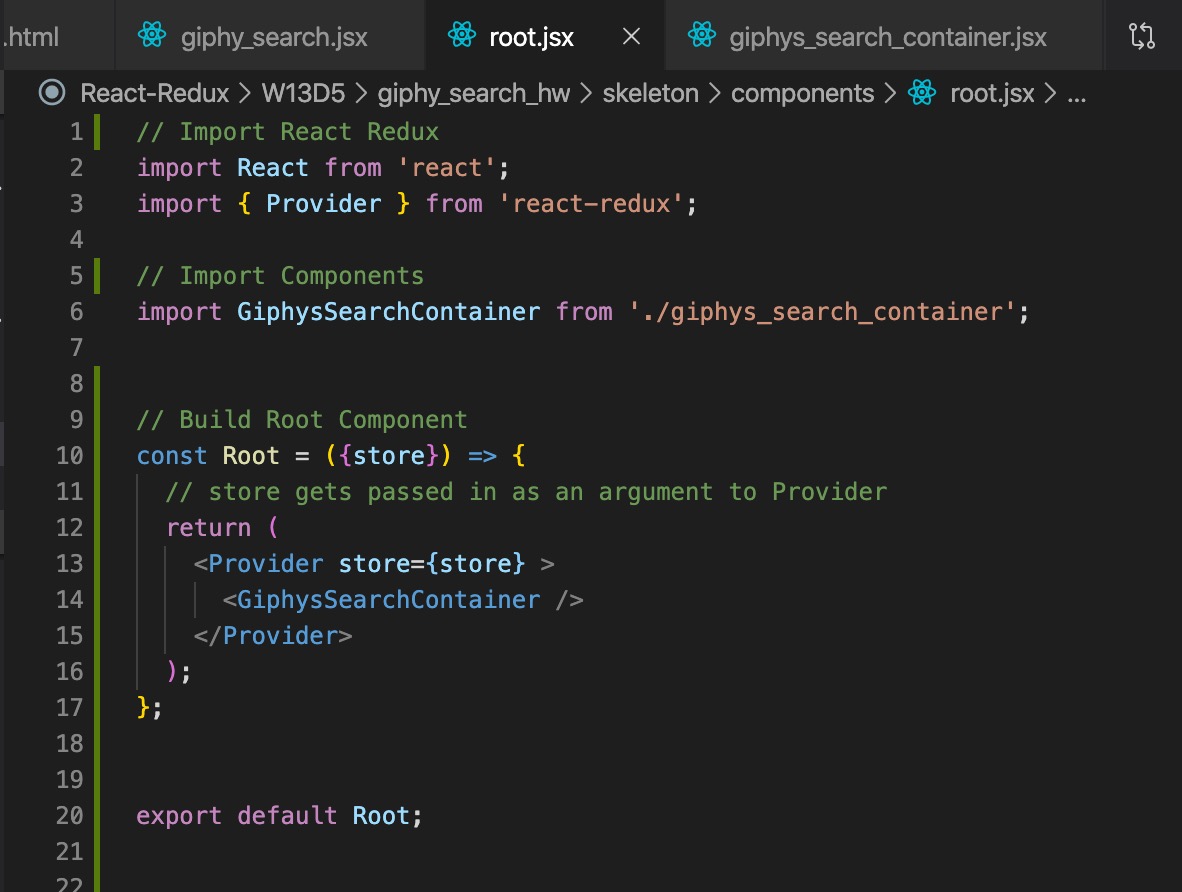 .html
giphy_search.jsx
root.jsx
giphys_search_container.jsx
React-Redux > W13D5 > giphy_search_hw > skeleton > components > root.jsx > ...
1 // Import React Redux
2 import React from 'react';
3 import { Provider } from 'react-redux';
4
5 // Import Components
6 import GiphysSearchContainer from './giphys_search_container';
7
8
9 // Build Root Component
10 const Root = ({store}) => {
11   // store gets passed in as an argument to Provider
12   return (
13     <Provider store={store} >
14       <GiphysSearchContainer />
15     </Provider>
16   );
17 };
18
19
20 export default Root;
21
22